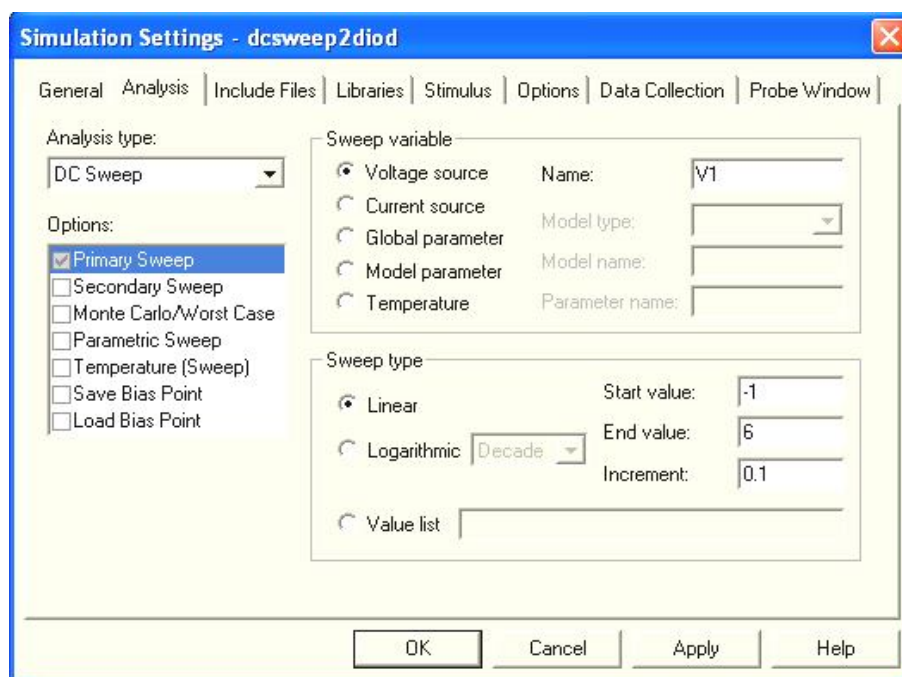 Simulation Settings - dcsweep2diod
General Analysis Include Files Libraries Stimulus Options Data Collection Probe Window
Analysis type:
DC Sweep
Options:
Primary Sweep
Secondary Sweep
Monte Carlo/Worst Case
Parametric Sweep
Temperature (Sweep)
Save Bias Point
Load Bias Point
Sweep variable
Voltage source
Current source
Global parameter
Model parameter
Temperature
Name: V1
Model type:
Model name:
Parameter name:
Sweep type
Linear
Logarithmic Decade
Value list
Start value: -1
End value: 6
Increment: 0.1
OK Cancel Apply Help